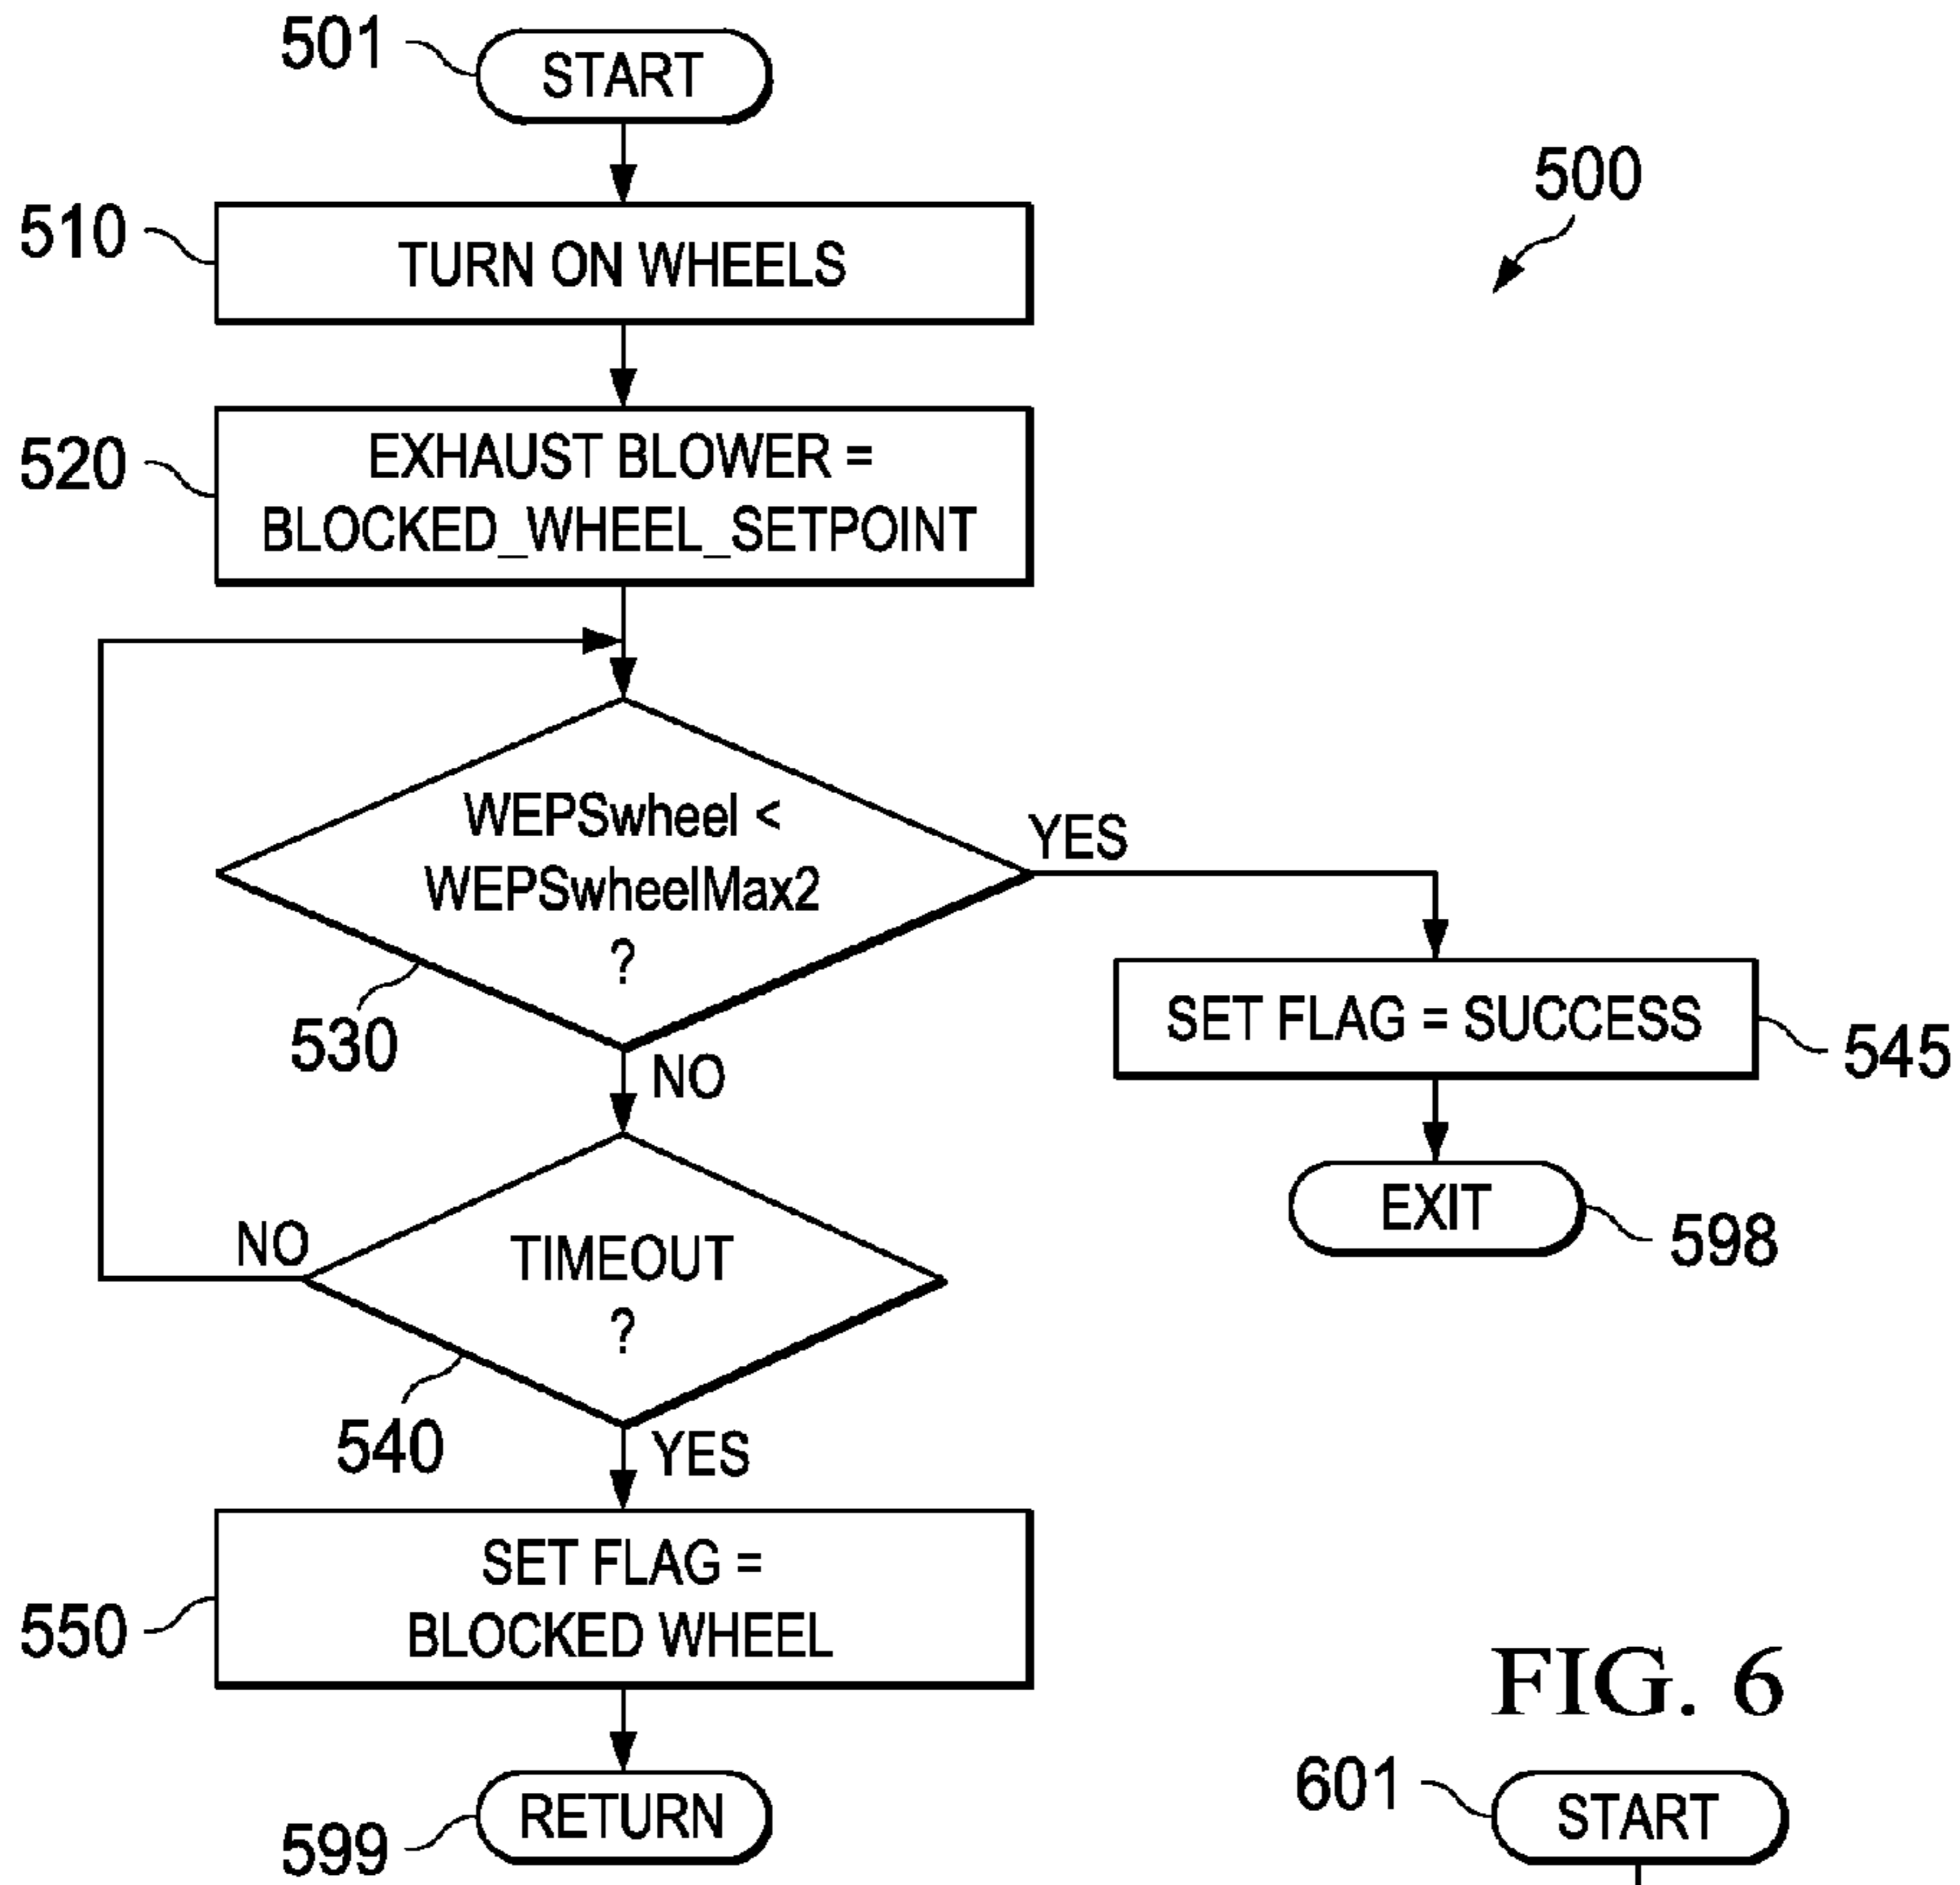 501
START
500
510
TURN ON WHEELS
520
EXHAUST BLOWER =
BLOCKED_WHEEL_SETPOINT
WEPSwheel <
WEPSwheelMax2
?
YES
530
NO
SET FLAG = SUCCESS
545
EXIT
598
NO
TIMEOUT
?
540
YES
550
SET FLAG =
BLOCKED WHEEL
RETURN
599
FIG. 6
601
START